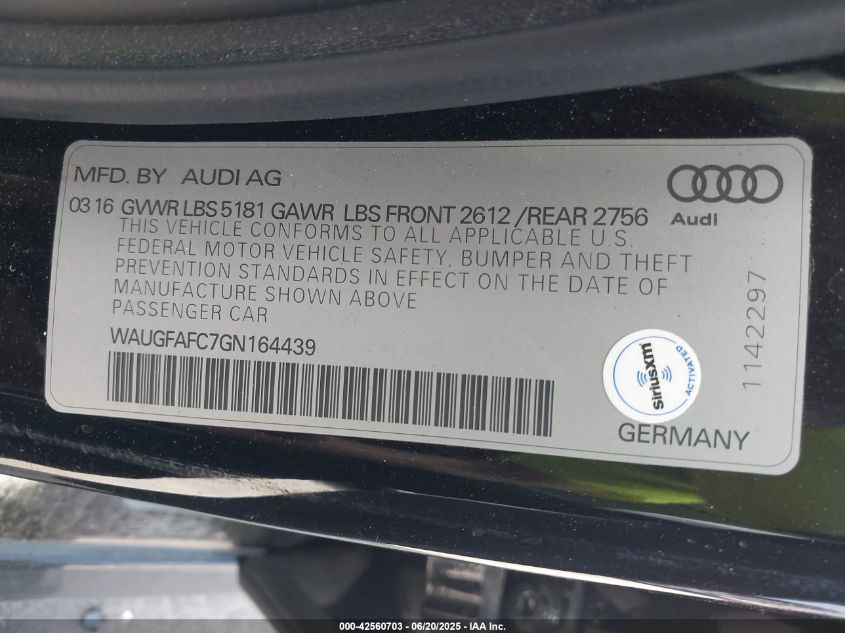 MFD. BY AUDI AG
03 16 GVWR LBS 5181 GAWR LBS FRONT 2612 /REAR 2756
THIS VEHICLE CONFORMS TO ALL APPLICABLE U.S.
FEDERAL MOTOR VEHICLE SAFETY, BUMPER AND THEFT
PREVENTION STANDARDS IN EFFECT ON THE DATE OF
MANUFACTURE SHOWN ABOVE
PASSENGER CAR
WAUGFAFC7GN164439
Audi
1142297
SiriusXM
ACTIVATED
GERMANY
000-42560703 - 06/20/2025 - IAA Inc.